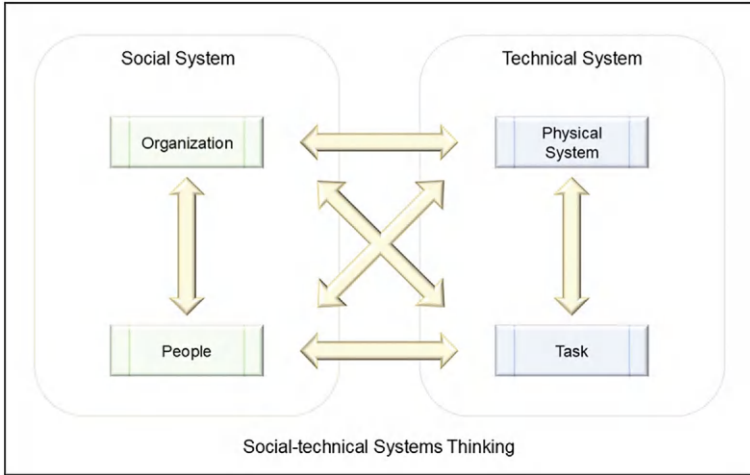 Social System
Technical System
Organization
Physical
System
People
Task
Social-technical Systems Thinking